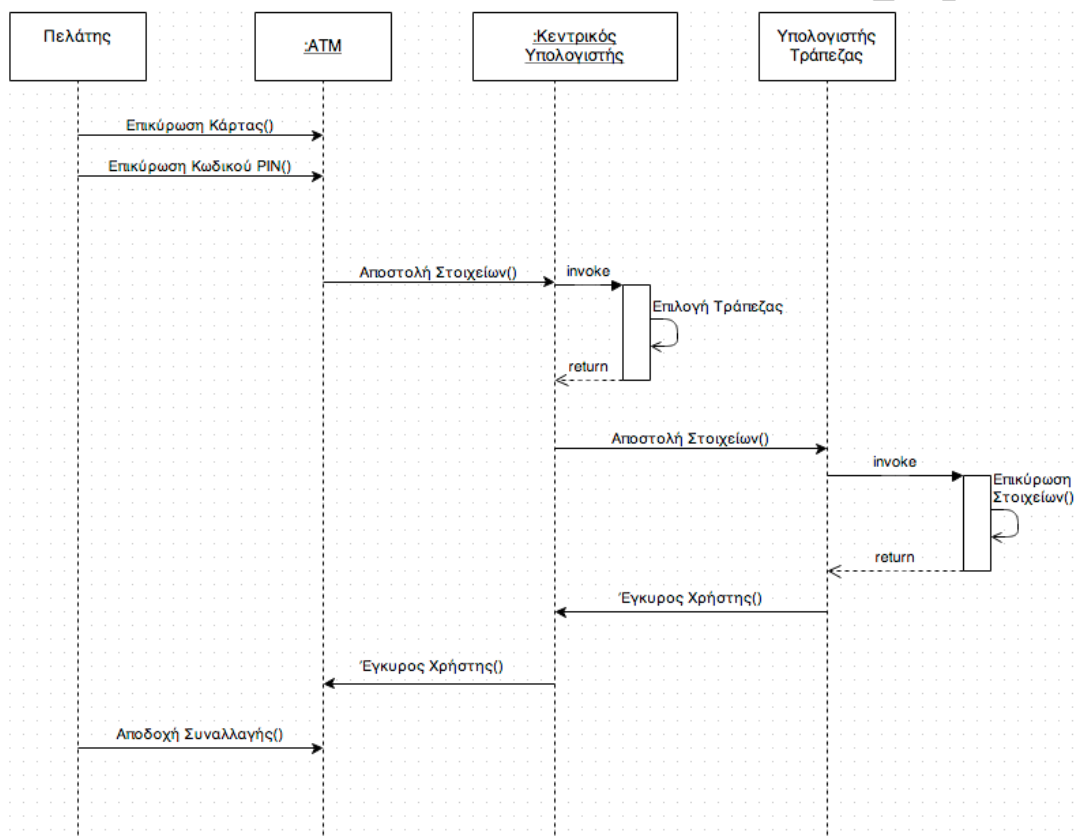 Πελάτης
:ATM
:Κεντρικός
Υπολογιστής
Υπολογιστής
Τράπεζας
Επικύρωση Κάρτας()
Επικύρωση Κωδικού PIN()
Αποστολή Στοιχείων()
invoke
Επιλογή Τράπεζας
return
Αποστολή Στοιχείων()
invoke
Επικύρωση
Στοιχείων()
return
Έγκυρος Χρήστης()
Έγκυρος Χρήστης()
Αποδοχή Συναλλαγής()